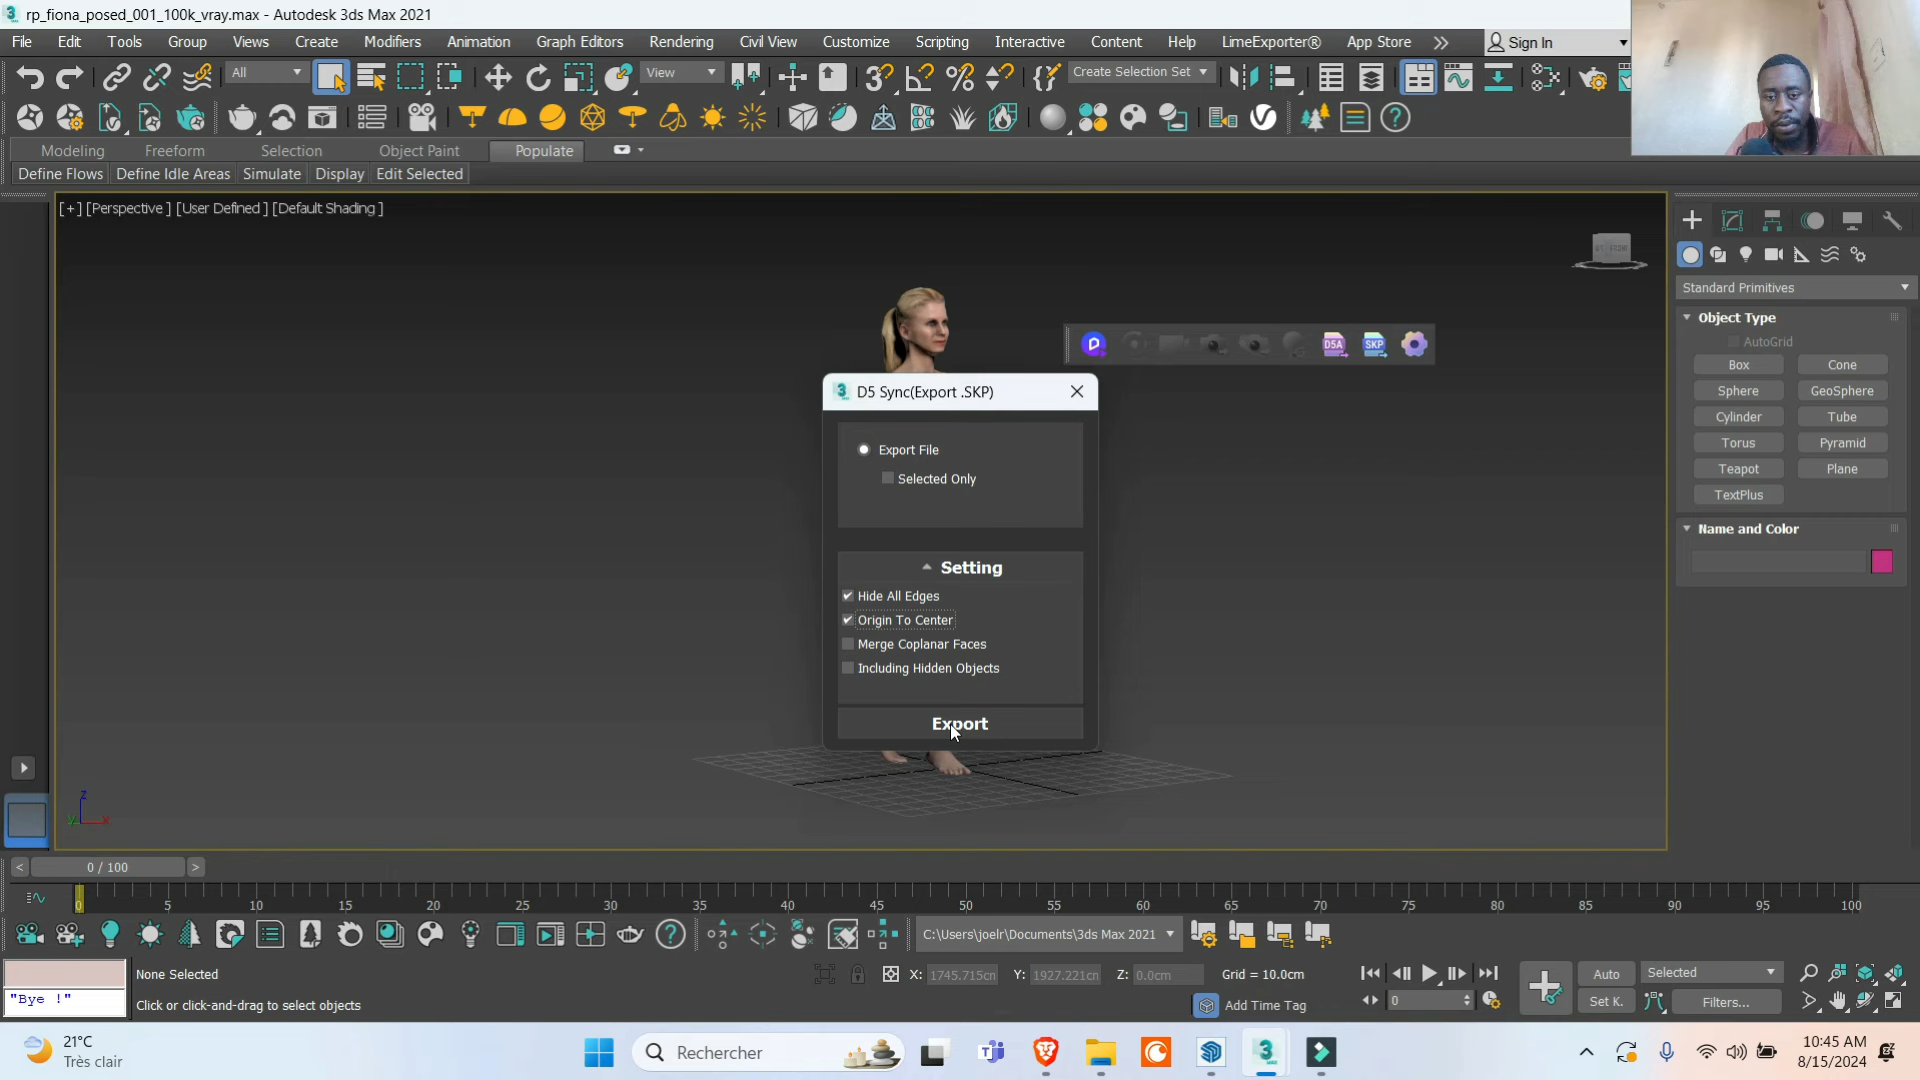 rp_fiona_posed_001_100k_vray.max - Autodesk 3ds Max 2021
File Edit Tools Group Views Create Modifiers Animation Graph Editors Rendering Civil View Customize Scripting Interactive Content Help LimeExporter® App Store Sign In
All View Create Selection Set
Modeling Freeform Selection Object Paint Populate
Define Flows Define Idle Areas Simulate Display Edit Selected
[+] [Perspective ] [User Defined ] [Default Shading ]
FRONT
Standard Primitives
Object Type
AutoGrid
Box Cone
Sphere GeoSphere
Cylinder Tube
Torus Pyramid
Teapot Plane
TextPlus
Name and Color
D5A SKP
D5 Sync(Export .SKP)
Export File
Selected Only
Setting
Hide All Edges
Origin To Center
Merge Coplanar Faces
Including Hidden Objects
Export
z
y x
< 0 / 100 >
0 5 10 15 20 25 30 35 40 45 50 55 60 65 70 75 80 85 90 95 100
C:\Users\joelr\Documents\3ds Max 2021
"Bye !"
None Selected
Click or click-and-drag to select objects
X: 1745.715cn Y: 1927.221cn Z: 0.0cm Grid = 10.0cm
Add Time Tag
0
Auto Selected
Set K. Filters...
21°C
Très clair
Rechercher
10:45 AM
8/15/2024